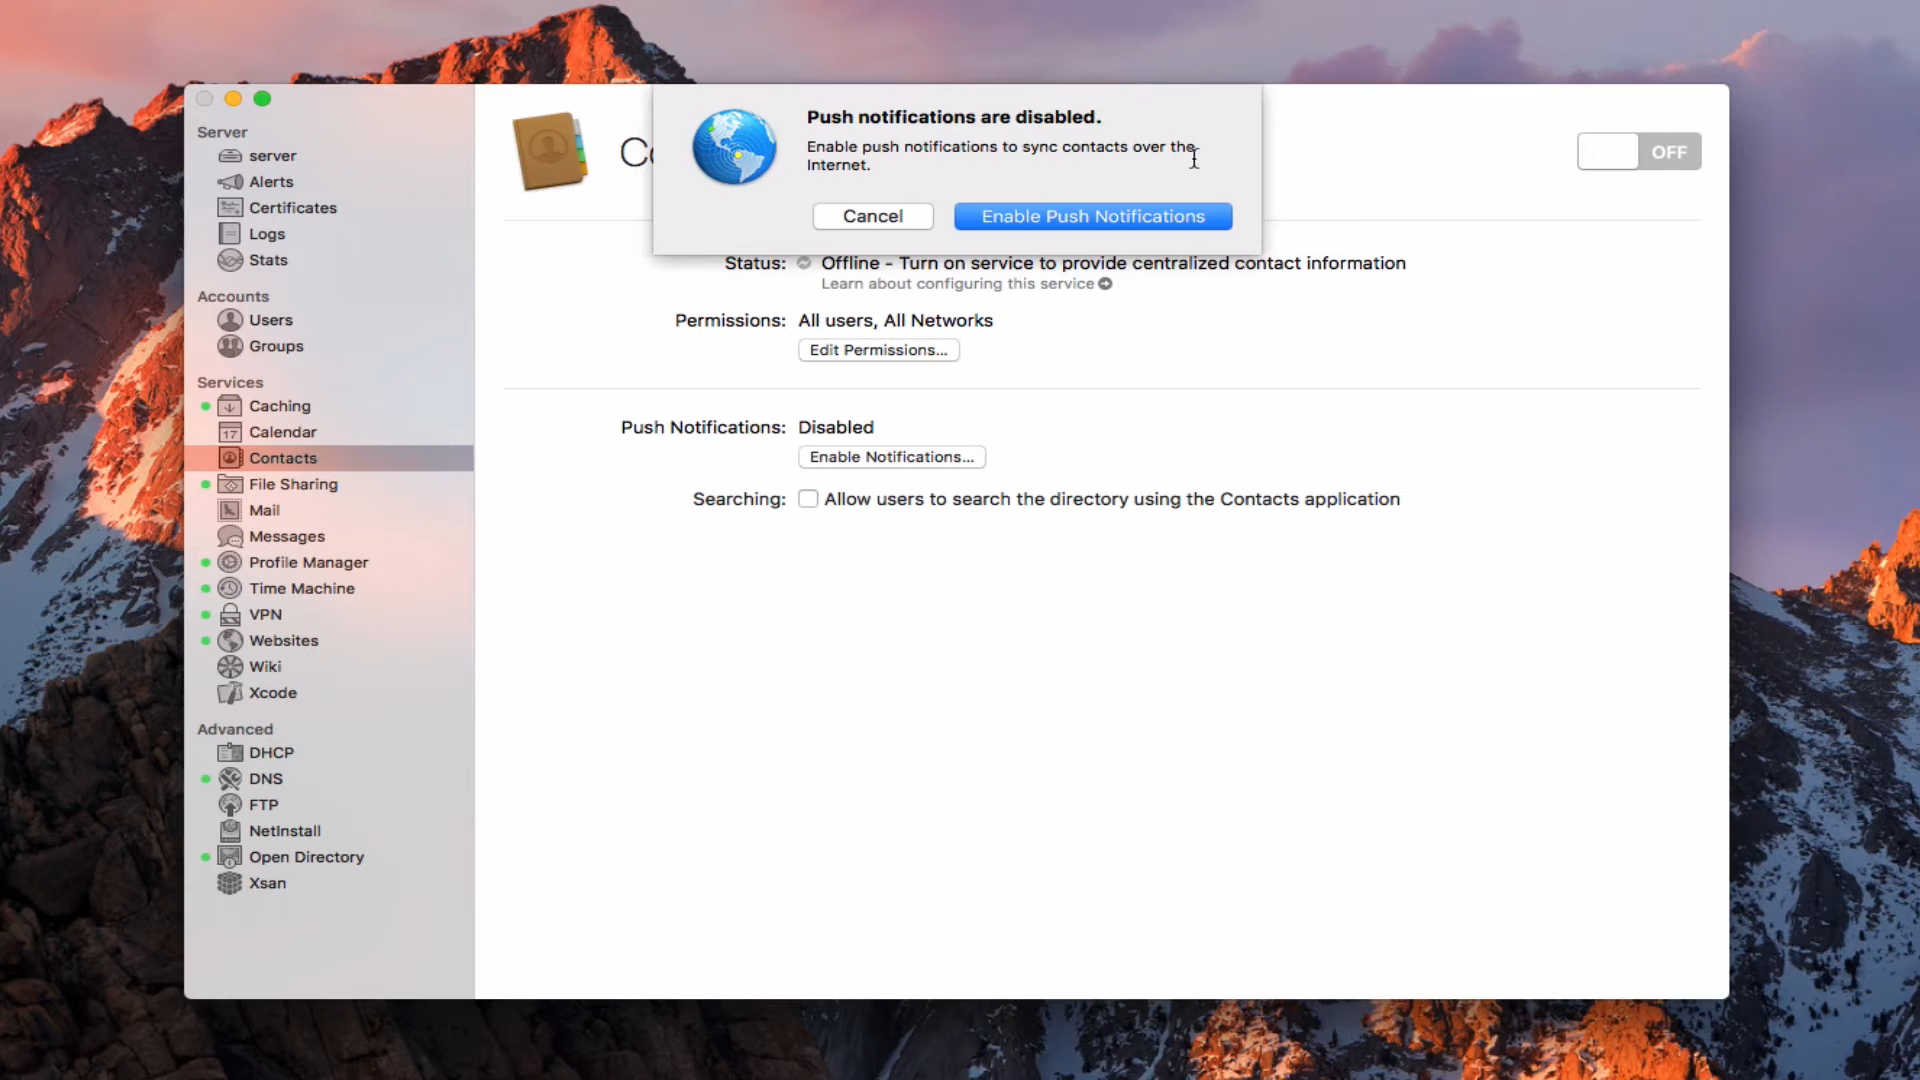 Server
server
Alerts
Certificates
Logs
Stats
Accounts
Users
Groups
Services
Caching
17 Calendar
Contacts
File Sharing
Mail
Messages
Profile Manager
Time Machine
VPN
Websites
Wiki
Xcode
Advanced
DHCP
DNS
FTP
NetInstall
Open Directory
Xsan
Push notifications are disabled.
Enable push notifications to sync contacts over the
Internet.
Cancel
Enable Push Notifications
OFF
Status: Offline - Turn on service to provide centralized contact information
Learn about configuring this service
Permissions: All users, All Networks
Edit Permissions...
Push Notifications: Disabled
Enable Notifications...
Searching: Allow users to search the directory using the Contacts application